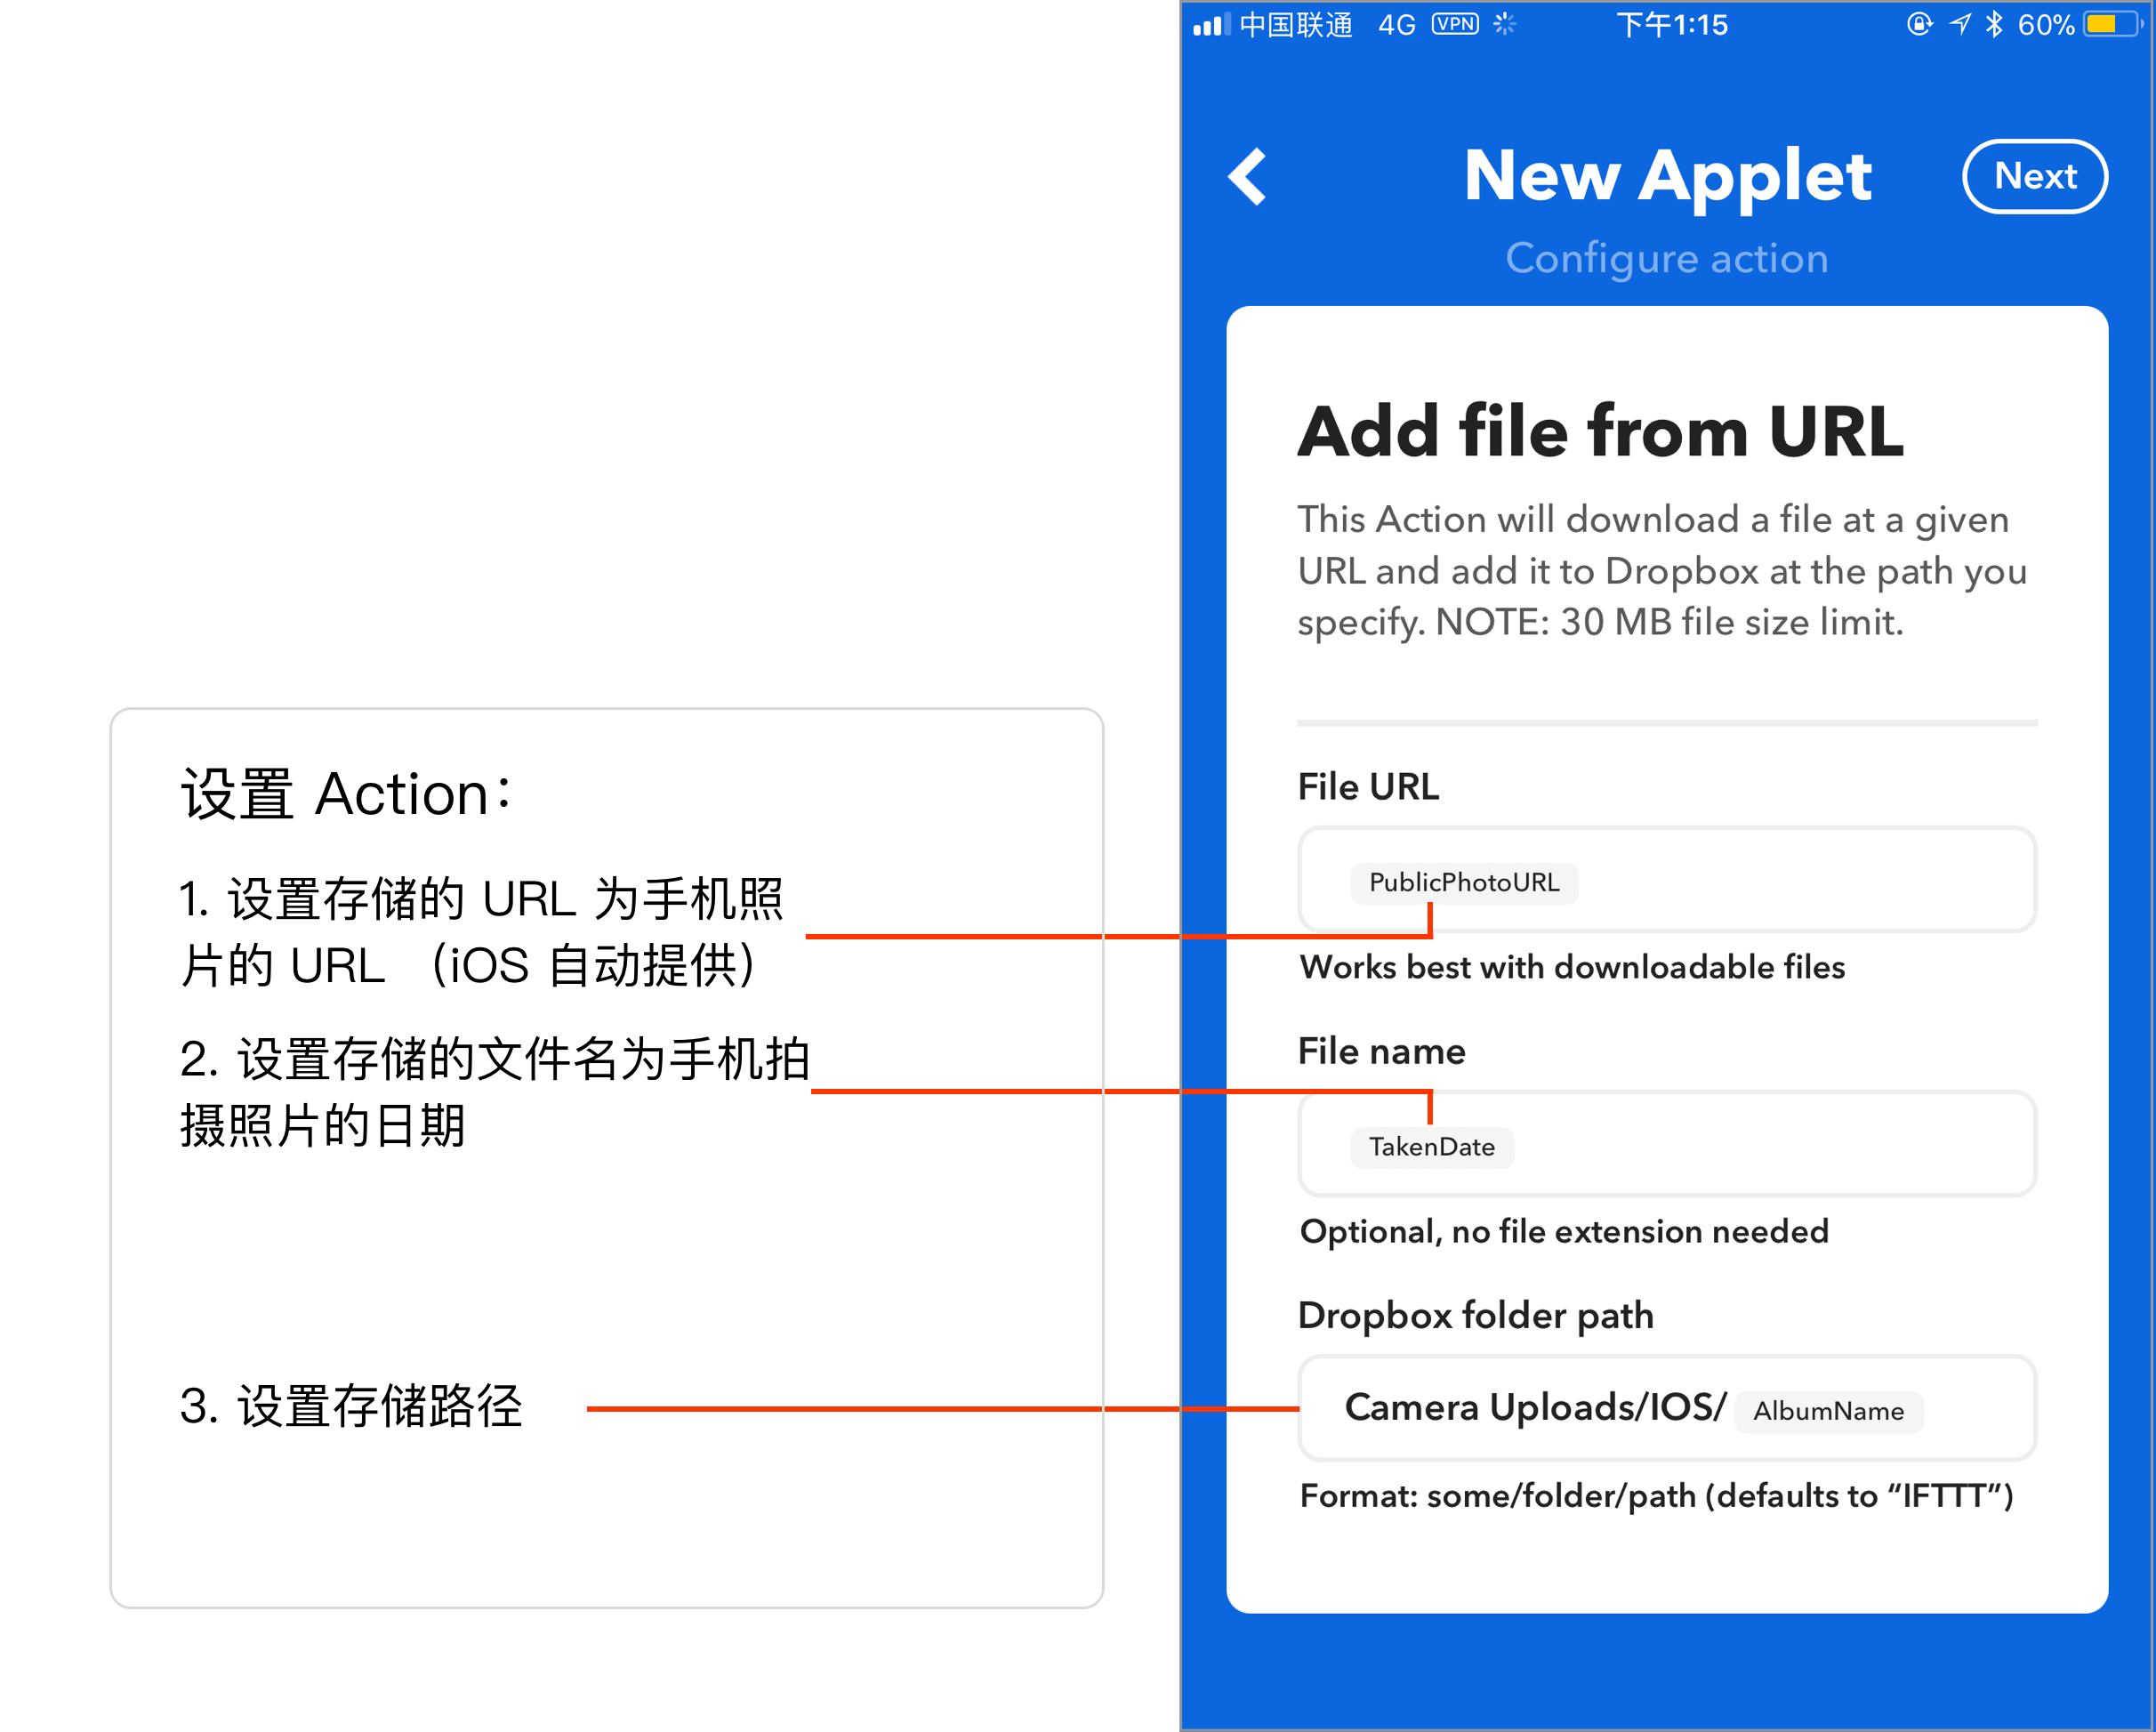 中国联通 4G VPN 下午1:15 60%
New Applet
Next
Configure action
Add file from URL
This Action will download a file at a given
URL and add it to Dropbox at the path you
specify. NOTE: 30 MB file size limit.
设置 Action：
1. 设置存储的 URL 为手机照
片的 URL （iOS 自动提供）
2. 设置存储的文件名为手机拍
摄照片的日期
3. 设置存储路径
File URL
PublicPhotoURL
Works best with downloadable files
File name
TakenDate
Optional, no file extension needed
Dropbox folder path
Camera Uploads/IOS/ AlbumName
Format: some/folder/path (defaults to “IFTTT”)